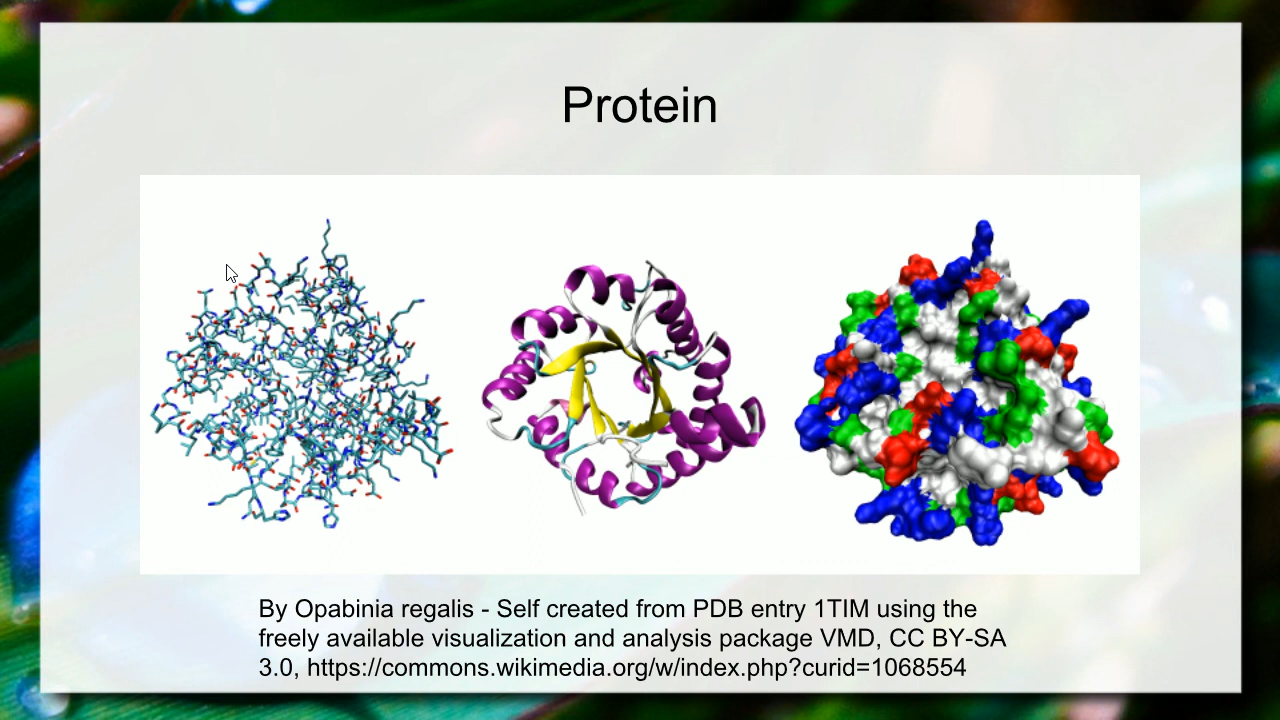 Protein
By Opabinia regalis - Self created from PDB entry 1TIM using the
freely available visualization and analysis package VMD, CC BY-SA
3.0, https://commons.wikimedia.org/w/index.php?curid=1068554